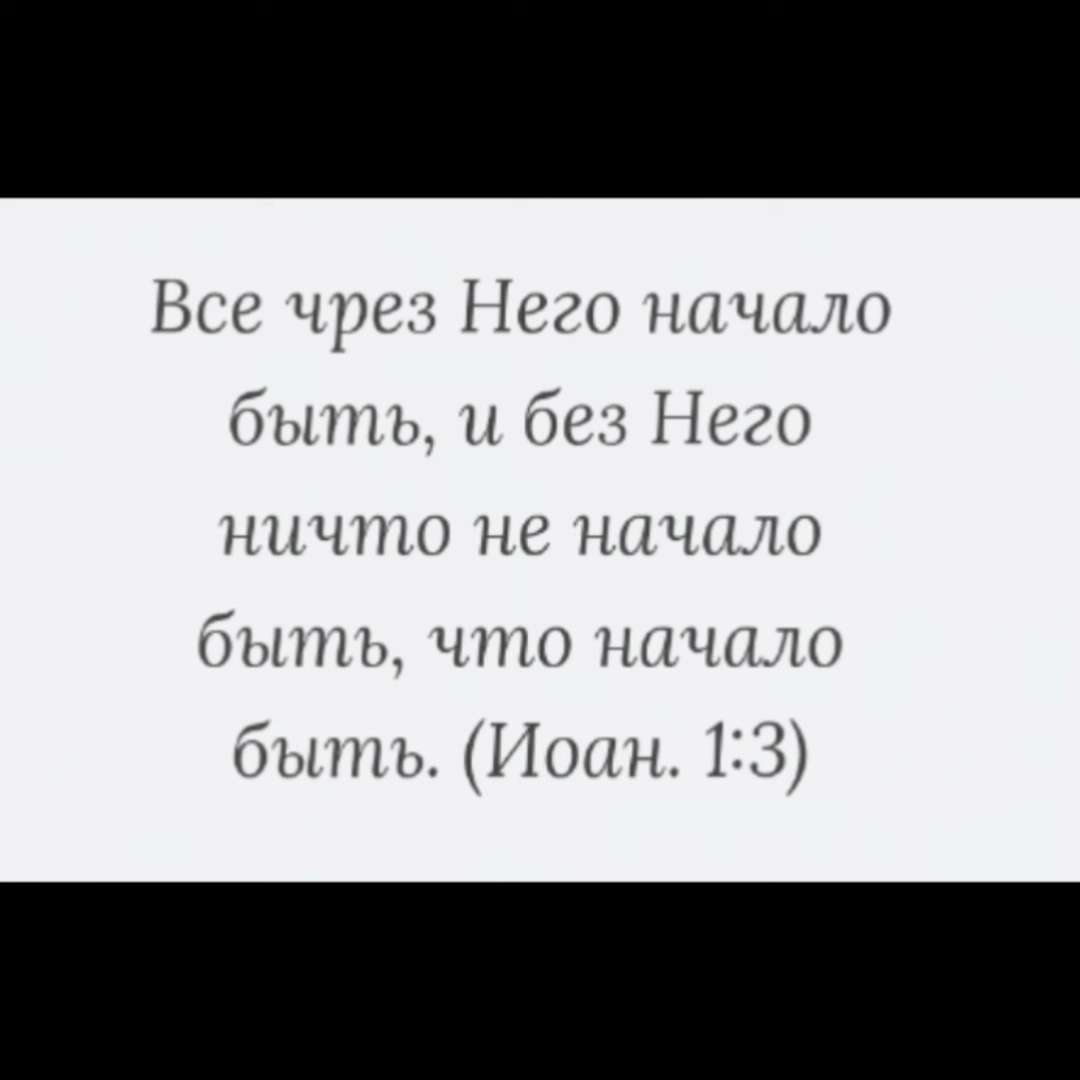 Все чрез Него начало
быть, и без Него
ничто не начало
быть, что начало
быть. (Иоан. 1:3)